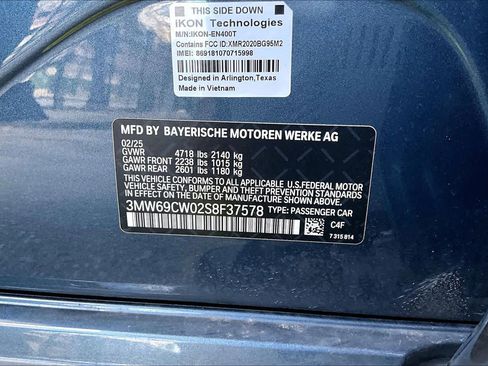 THIS SIDE DOWN
IKON Technologies
M/N:IKON-EN400T
Contains FCC ID:XMR2020BG95M2
IMEI: 869181070715998
Designed in Arlington,Texas
Made in Vietnam
MFD BY BAYERISCHE MOTOREN WERKE AG
02/25
GVWR 4718 lbs 2140 kg
GAWR FRONT 2238 lbs 1015 kg
GAWR REAR 2601 lbs 1180 kg
THIS VEHICLE CONFORMS TO ALL APPLICABLE U.S.FEDERAL MOTOR
VEHICLE SAFETY, BUMPER AND THEFT PREVENTION STANDARDS
IN EFFECT ON THE DATE OF MANUFACTURE SHOWN ABOVE.
3MW69CW02S8F37578 TYPE: PASSENGER CAR
C4F
7 315 814